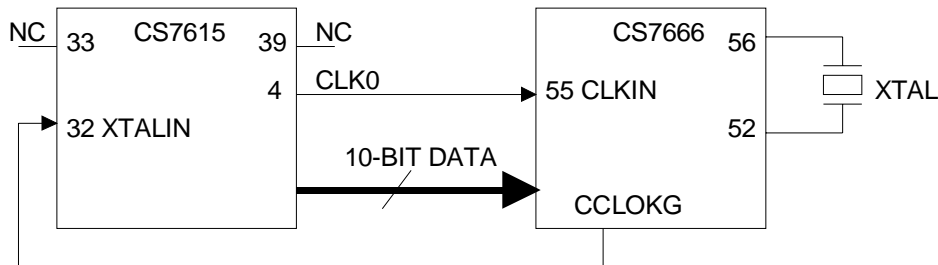 NC 33 CS7615 39 NC
CS7666 56
4 CLK0
55 CLKIN
XTAL
32 XTALIN
52
10-BIT DATA
CCLOKG